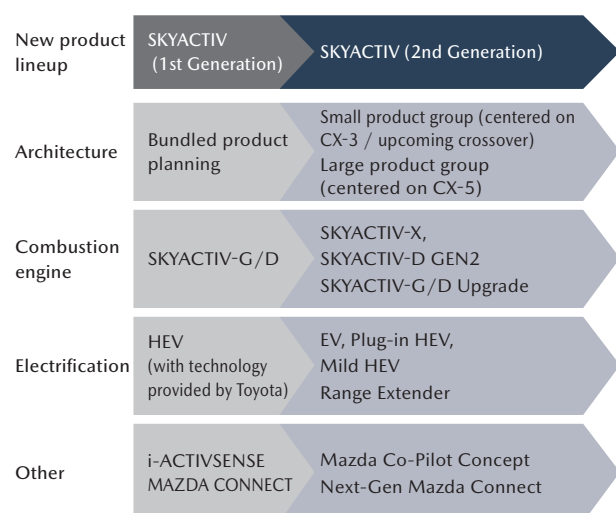 New product
lineup
SKYACTIV
(1st Generation)
SKYACTIV (2nd Generation)
Architecture
Bundled product
planning
Small product group (centered on
CX-3 / upcoming crossover)
Large product group
(centered on CX-5)
Combustion
engine
SKYACTIV-G/D
SKYACTIV-X,
SKYACTIV-D GEN2
SKYACTIV-G/D Upgrade
Electrification
HEV
(with technology
provided by Toyota)
EV, Plug-in HEV,
Mild HEV
Range Extender
Other
i-ACTIVSENSE
MAZDA CONNECT
Mazda Co-Pilot Concept
Next-Gen Mazda Connect